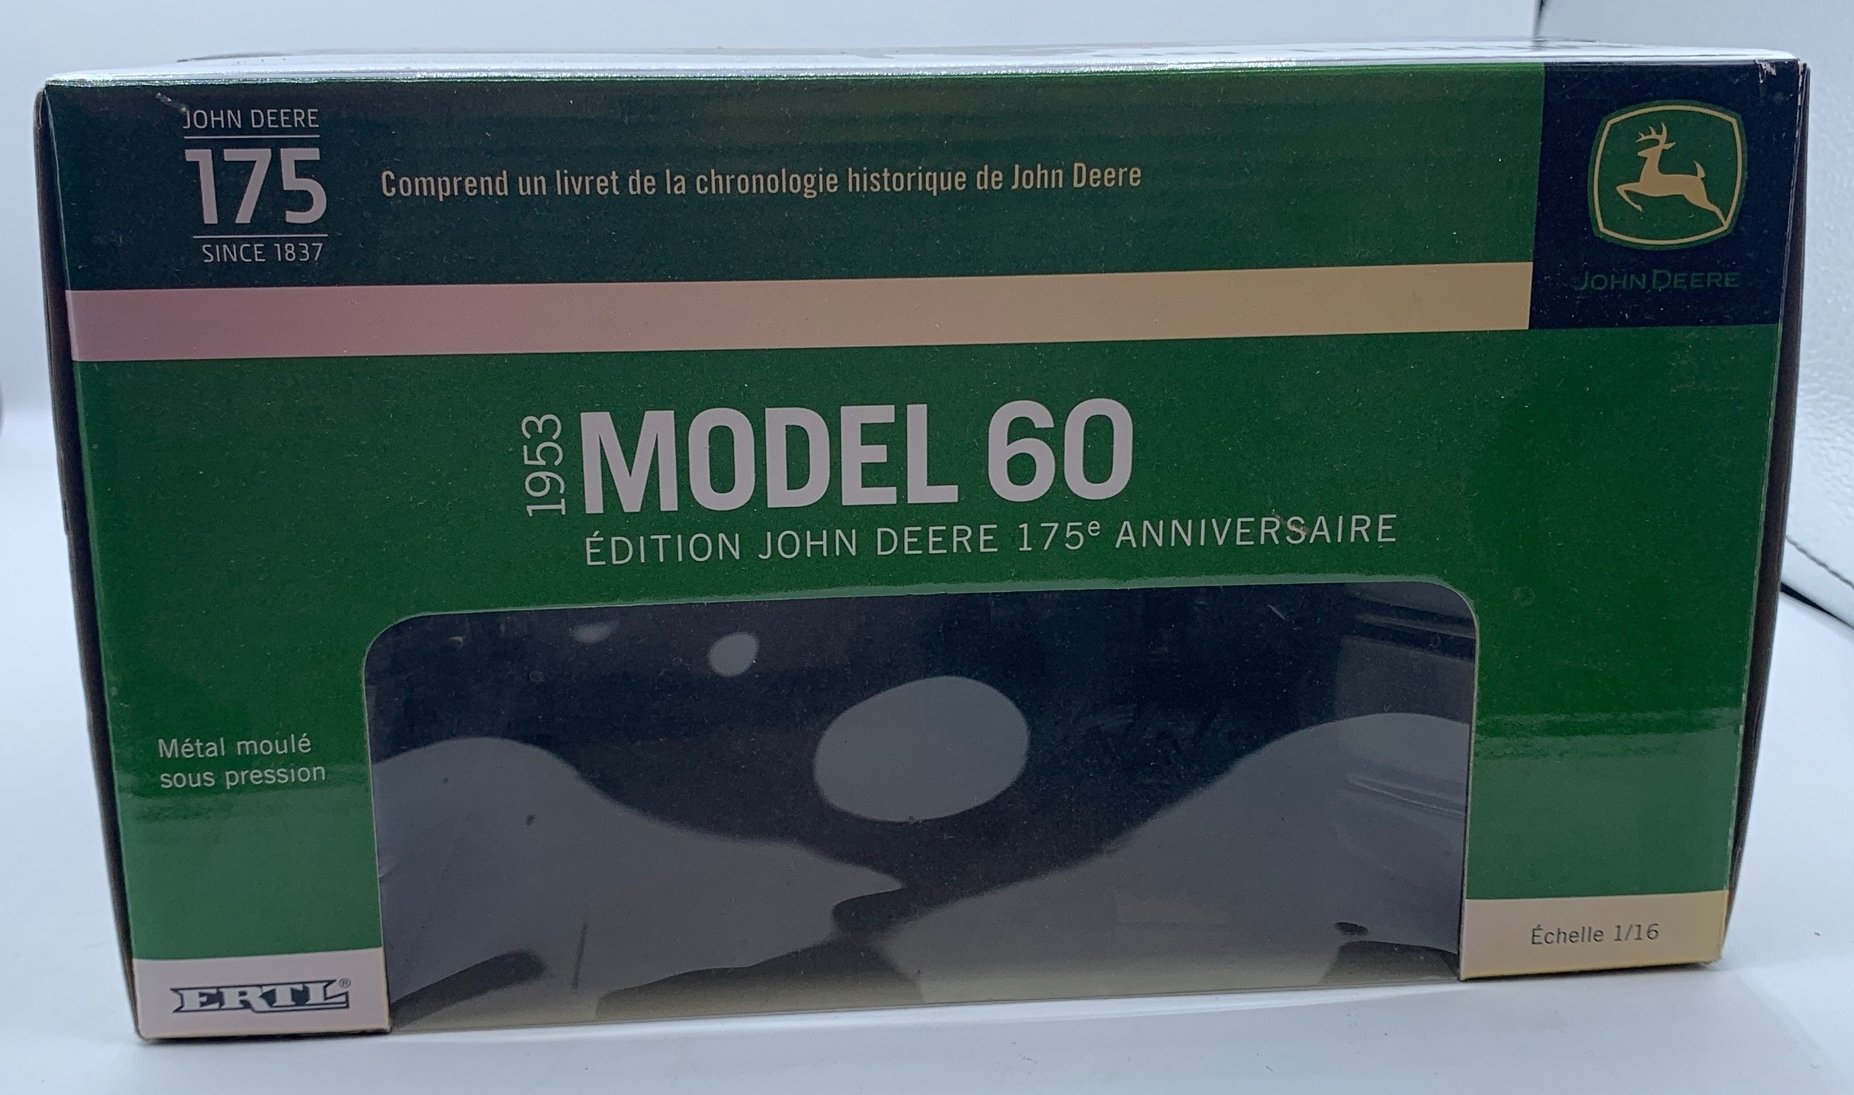 JOHN DEERE
175
SINCE 1837
Comprend un livret de la chronologie historique de John Deere
JOHN DEERE
1953
MODEL 60
ÉDITION JOHN DEERE 175e ANNIVERSAIRE
Métal moulé
sous pression
ERTL®
Échelle 1/16